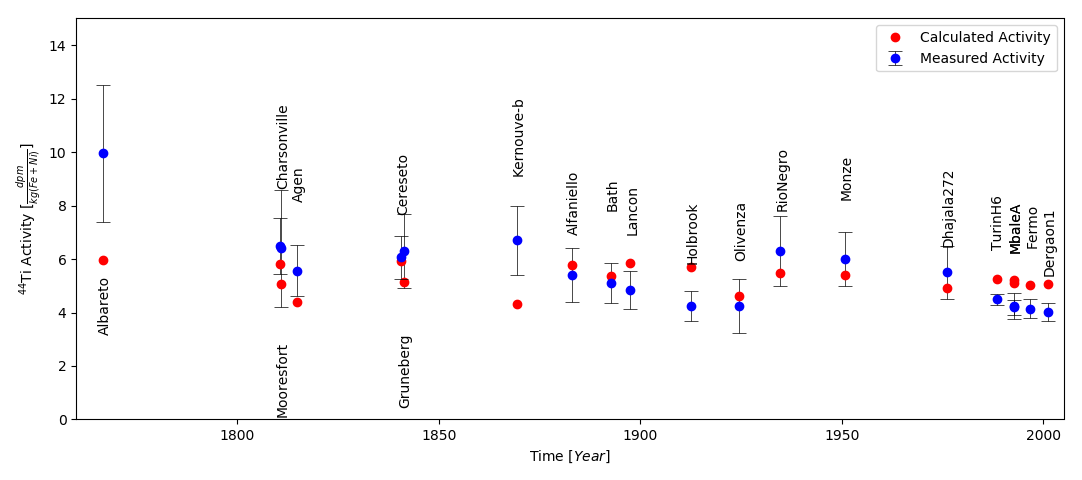 Calculated Activity
Measured Activity
14
12
10
8
6
4
2
0
⁴⁴Ti Activity [dpm/kg(Fe+Ni)]
Albareto
Charsonville
Mooresfort
Agen
Cereseto
Gruneberg
Kernouve-b
Alfaniello
Bath
Lancon
Holbrook
Olivenza
RioNegro
Monze
Dhajala272
TurinH6
MbaleA
Fermo
Dergaon1
1800
1850
1900
1950
2000
Time [Year]